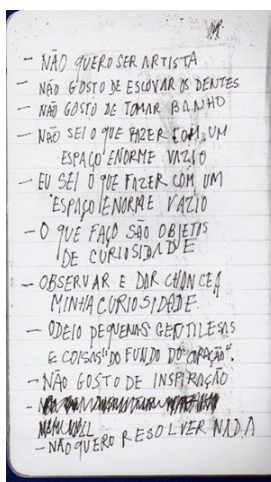 - NÃO QUERO SER ARTISTA
- NÃO GOSTO DE ESCOVAR OS DENTES
- NÃO GOSTO DE TOMAR BANHO
- NÃO SEI O QUE FAZER COM UM
ESPAÇO ENORME VAZIO
- EU SEI O QUE FAZER COM UM
ESPAÇO ENORME VAZIO
- O QUE FAÇO SÃO OBJETOS
DE CURIOSIDADE
- OBSERVAR E DAR CHANCE A
MINHA CURIOSIDADE.
- ODEIO PEQUENAS GENTILESAS
E COISAS "DO FUNDO DO CORAÇÃO".
- NÃO GOSTO DE INSPIRAÇÃO
- NÃO QUERO RESOLVER NADA